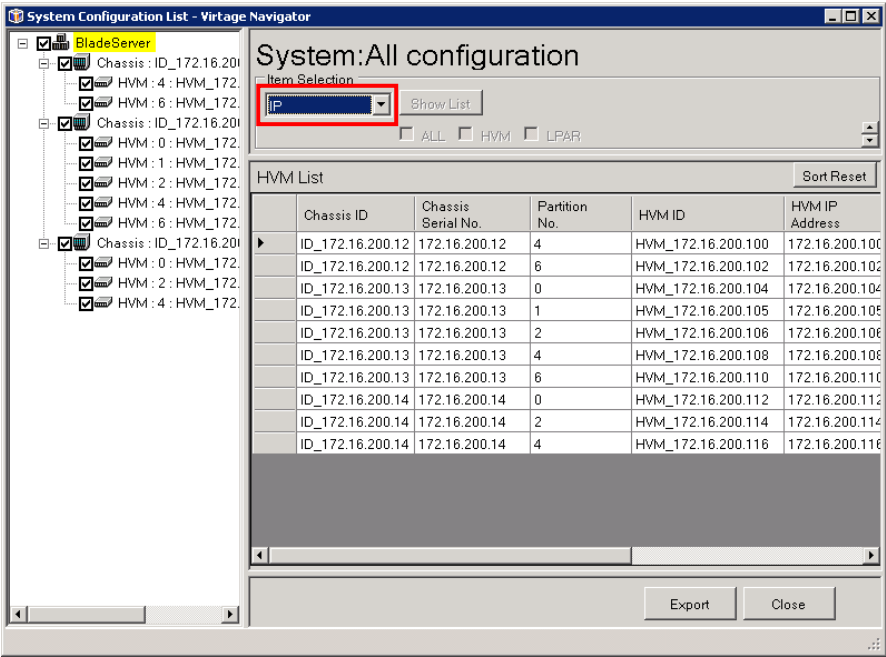 System Configuration List - Virtage Navigator
BladeServer
Chassis : ID_172.16.20
HVM : 4 : HVM_172.
HVM : 6 : HVM_172.
Chassis : ID_172.16.20
HVM : 0 : HVM_172.
HVM : 1 : HVM_172.
HVM : 2 : HVM_172.
HVM : 4 : HVM_172.
HVM : 6 : HVM_172.
Chassis : ID_172.16.20
HVM : 0 : HVM_172.
HVM : 2 : HVM_172.
HVM : 4 : HVM_172.
System:All configuration
Item Selection
IP Show List
ALL HVM LPAR
HVM List Sort Reset
Chassis ID Chassis Serial No. Partition No. HVM ID HVM IP Address
ID_172.16.200.12 172.16.200.12 4 HVM_172.16.200.100 172.16.200.100
ID_172.16.200.12 172.16.200.12 6 HVM_172.16.200.102 172.16.200.102
ID_172.16.200.13 172.16.200.13 0 HVM_172.16.200.104 172.16.200.104
ID_172.16.200.13 172.16.200.13 1 HVM_172.16.200.105 172.16.200.105
ID_172.16.200.13 172.16.200.13 2 HVM_172.16.200.106 172.16.200.106
ID_172.16.200.13 172.16.200.13 4 HVM_172.16.200.108 172.16.200.108
ID_172.16.200.13 172.16.200.13 6 HVM_172.16.200.110 172.16.200.110
ID_172.16.200.14 172.16.200.14 0 HVM_172.16.200.112 172.16.200.112
ID_172.16.200.14 172.16.200.14 2 HVM_172.16.200.114 172.16.200.114
ID_172.16.200.14 172.16.200.14 4 HVM_172.16.200.116 172.16.200.116
Export Close